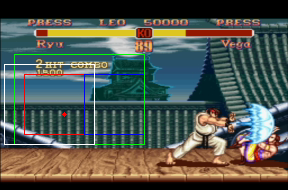 PRESS LEO 50000 PRESS
KO
Ryu 89 Vega
2 HIT COMBO
1500